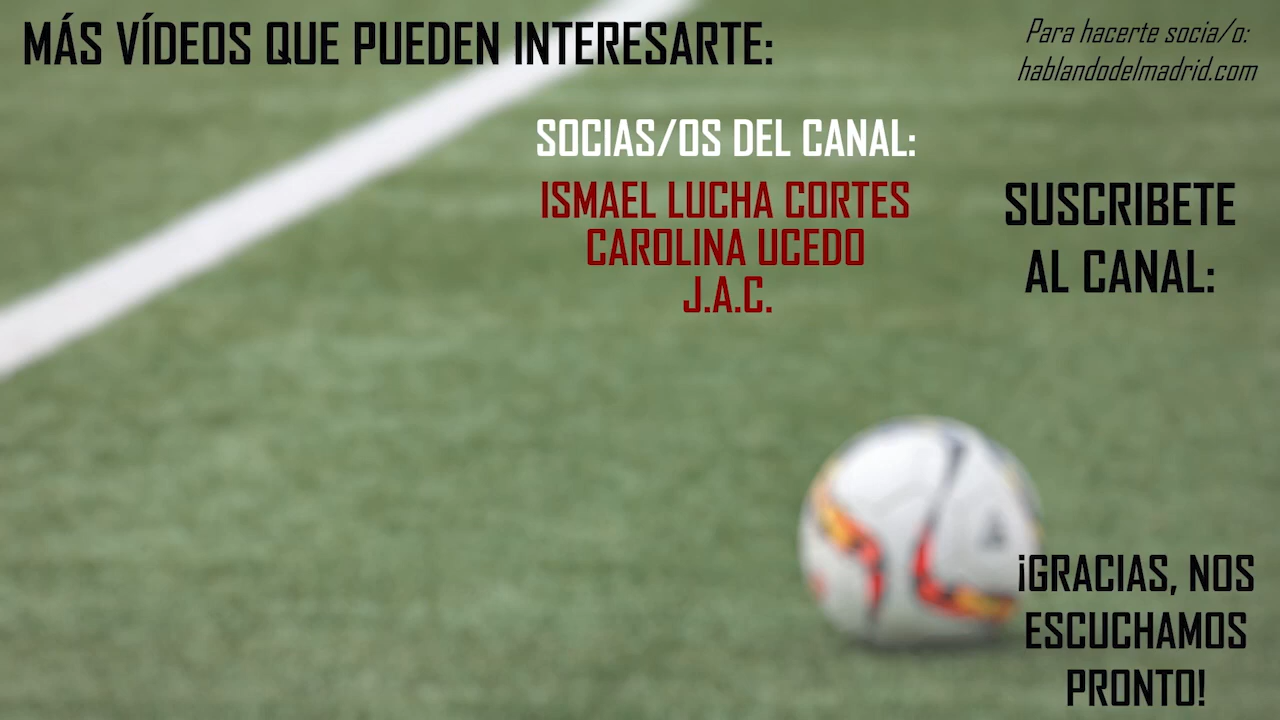 MÁS VÍDEOS QUE PUEDEN INTERESARTE:
Para hacerte socia/o:
hablandodelmadrid.com
SOCIAS/OS DEL CANAL:
ISMAEL LUCHA CORTES
CAROLINA UCEDO
J.A.C.
SUSCRIBETE
AL CANAL:
¡GRACIAS, NOS
ESCUCHAMOS
PRONTO!